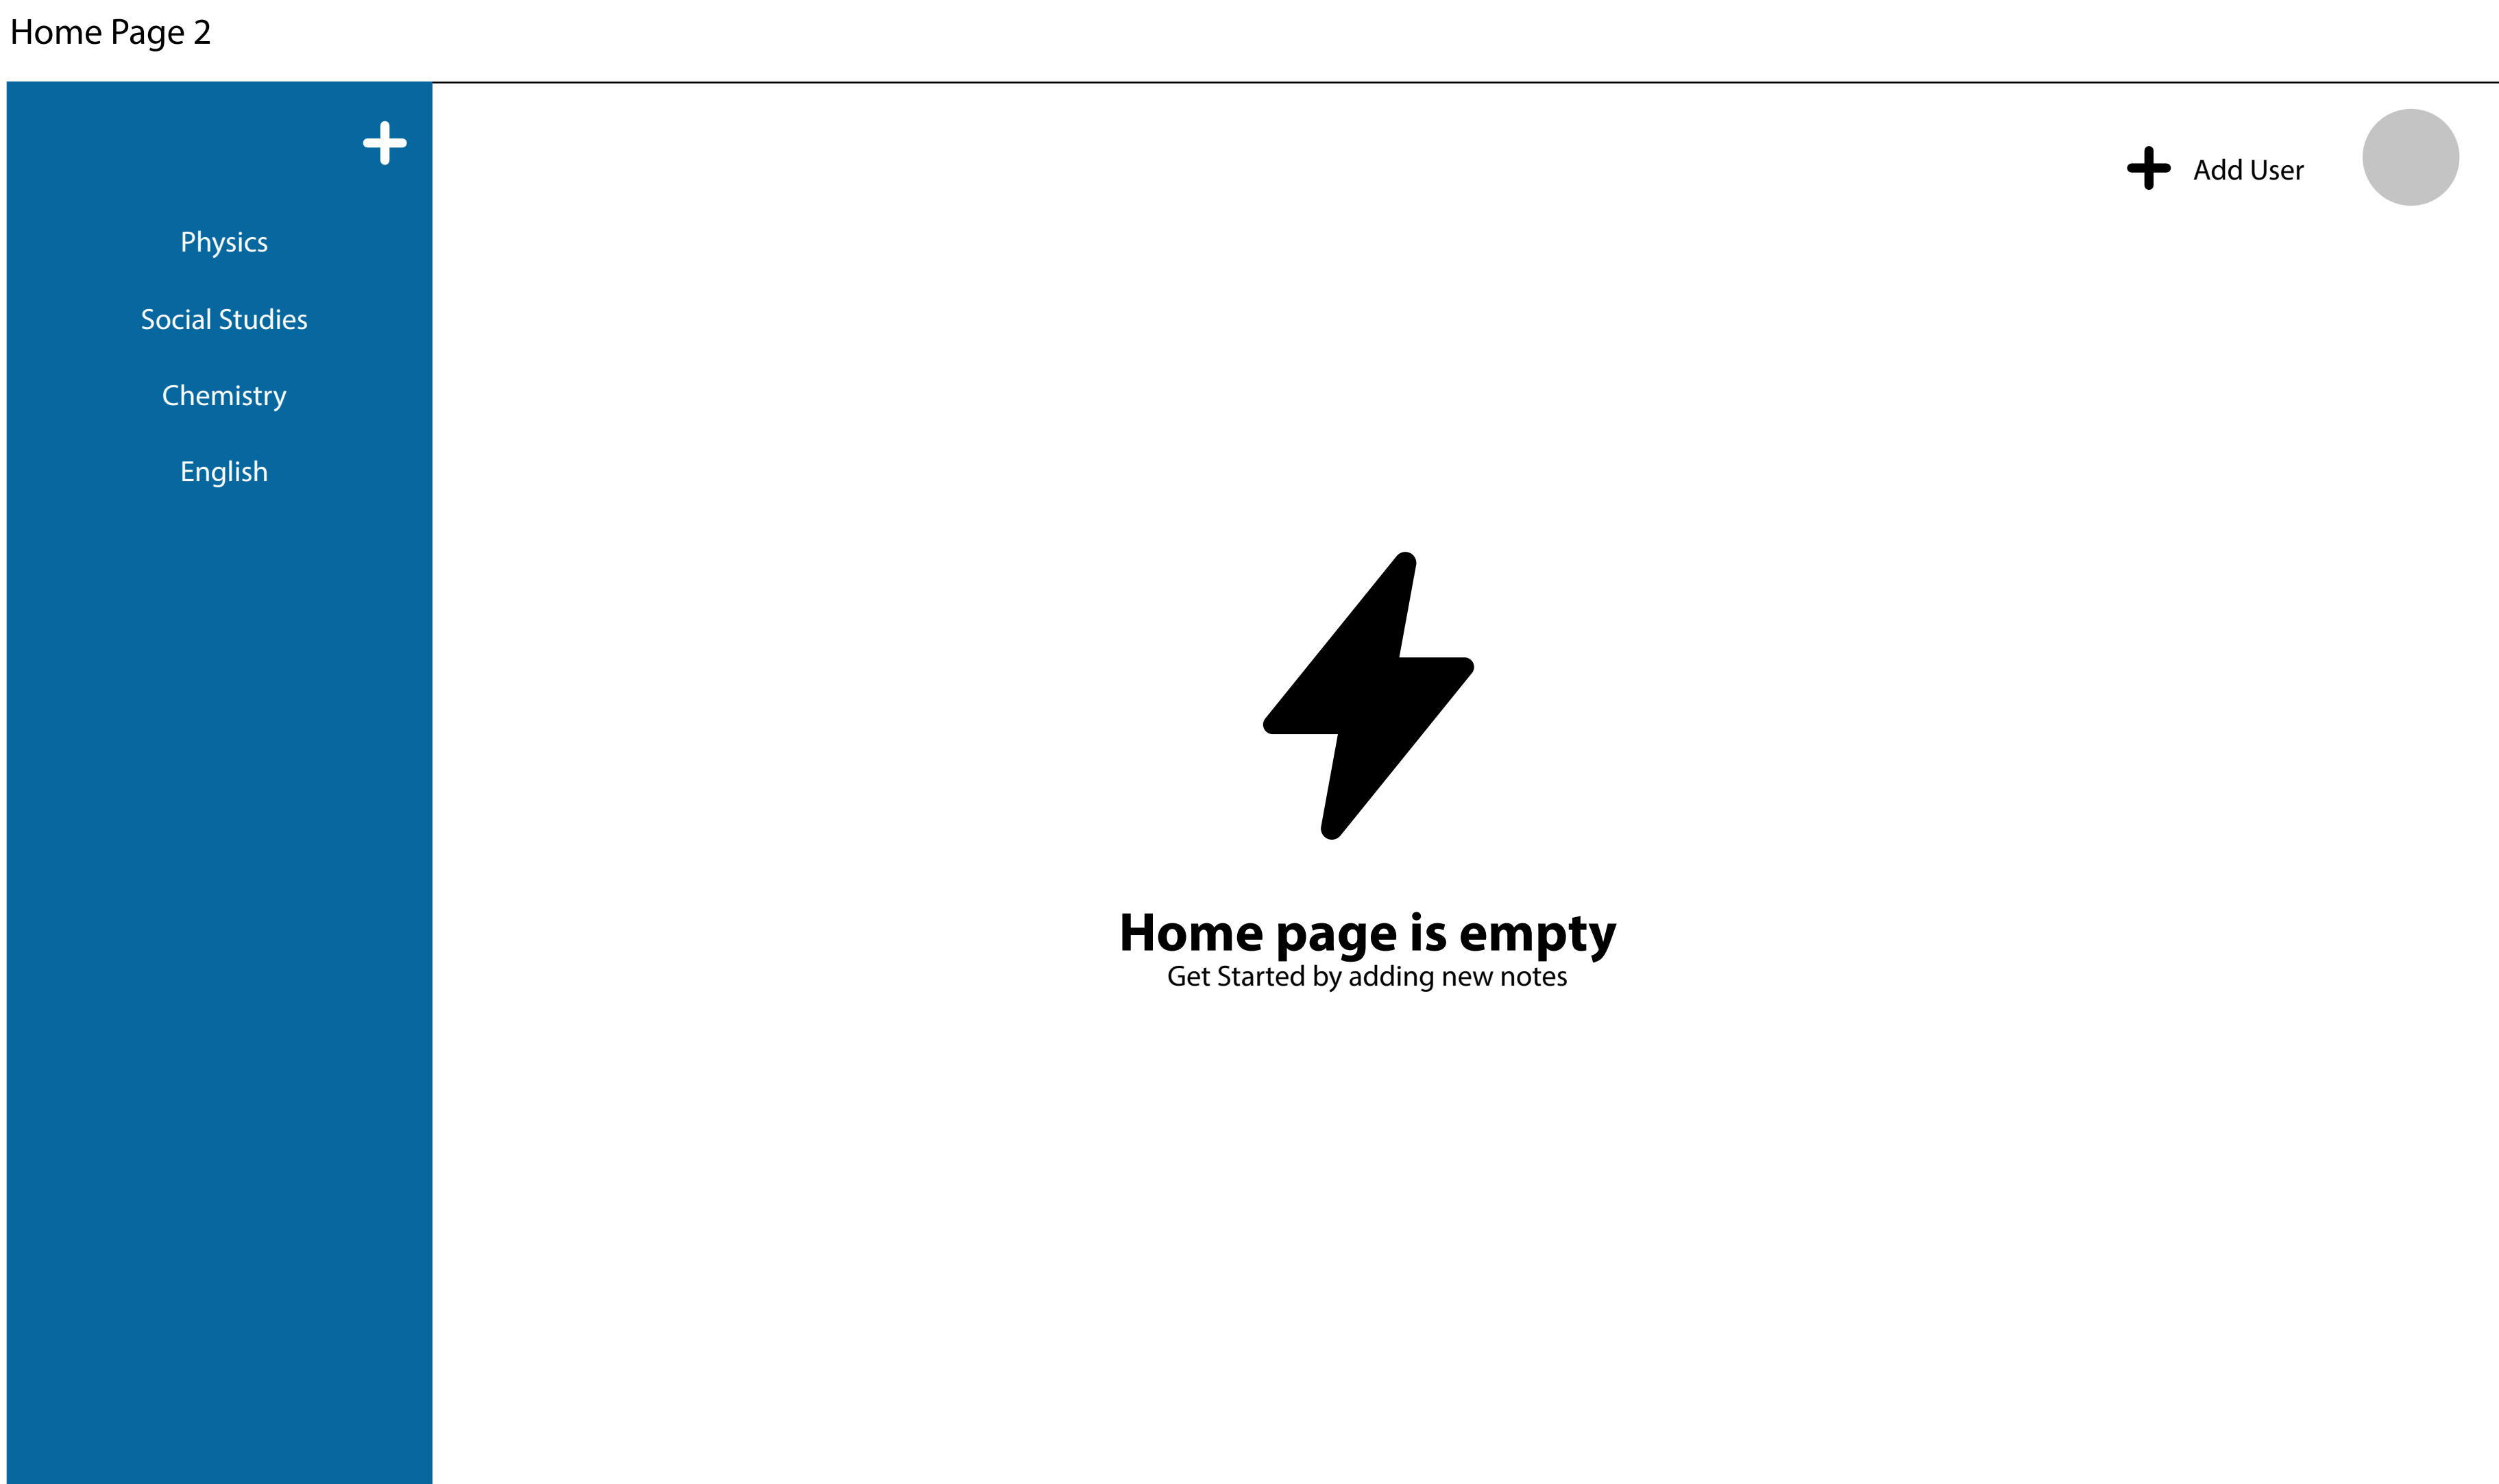 Home Page 2
Add User
Physics
Social Studies
Chemistry
English
Home page is empty
Get Started by adding new notes